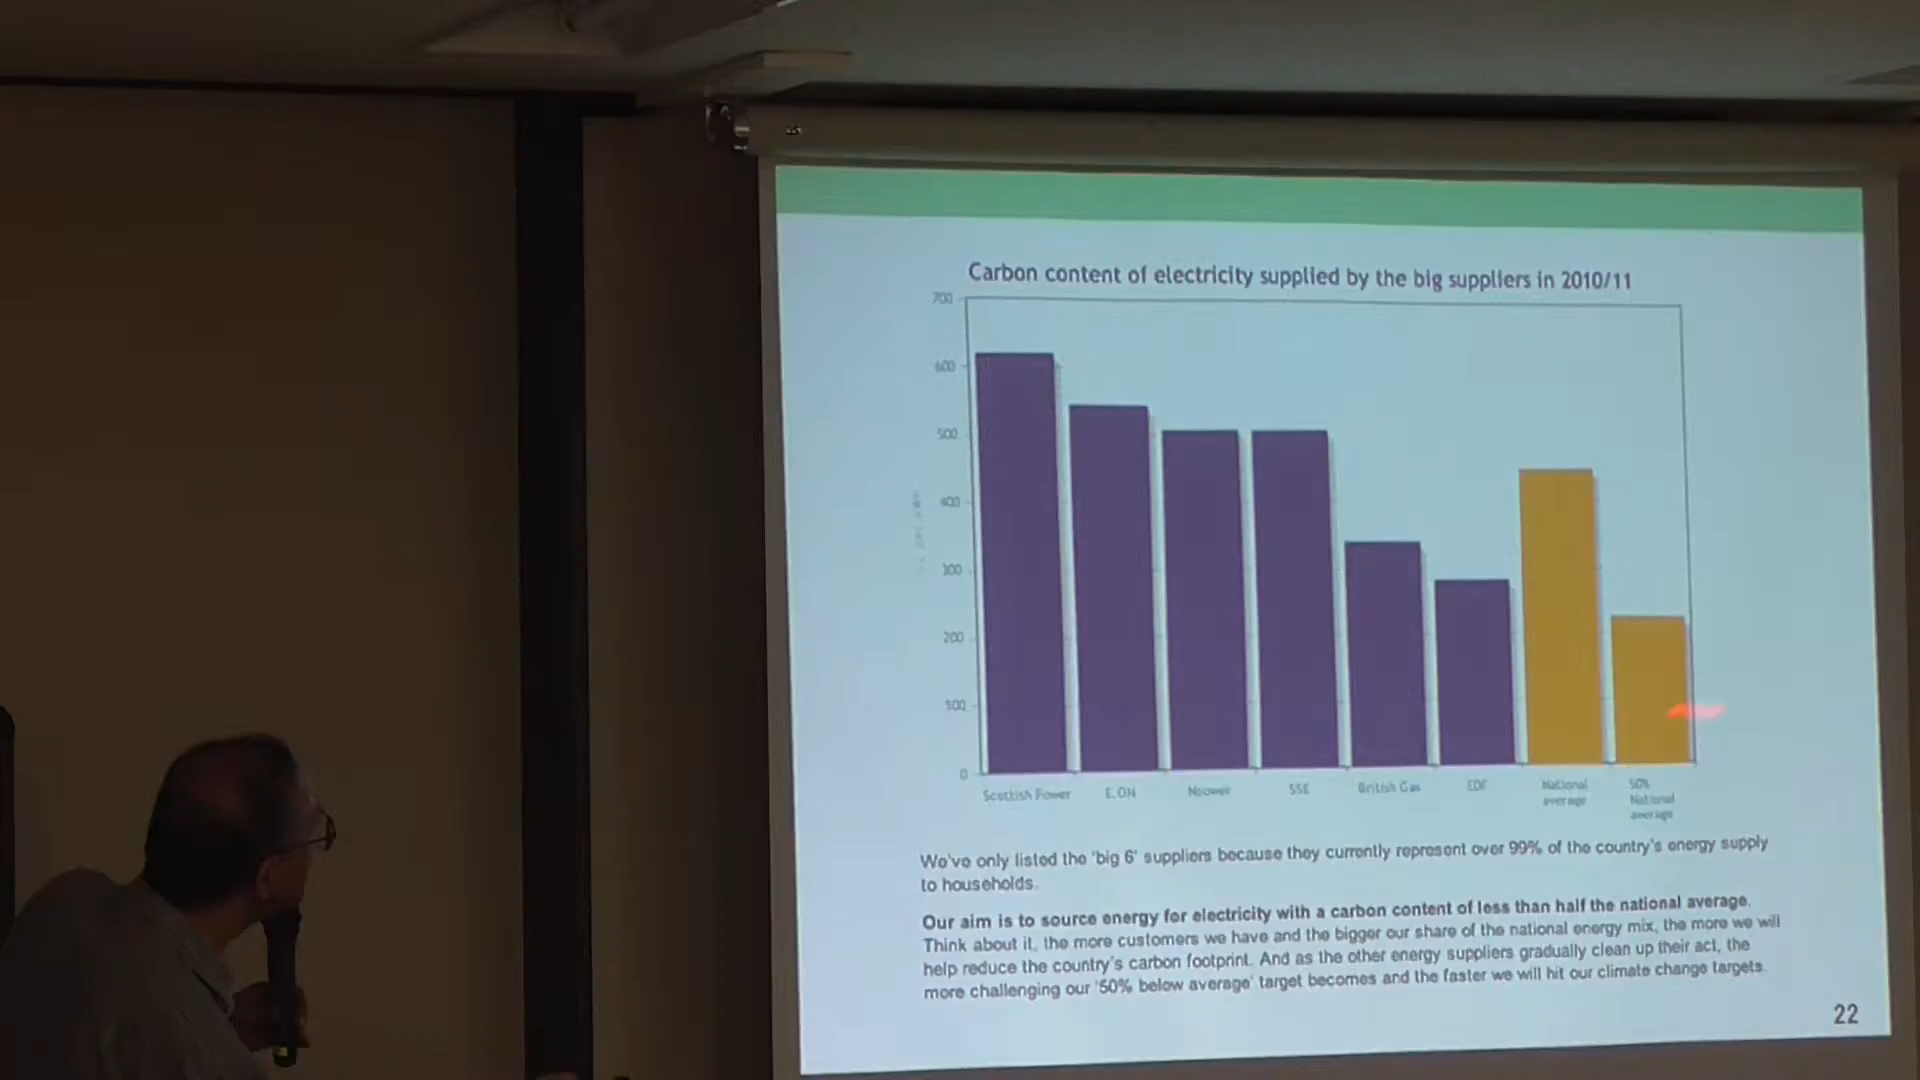 Carbon content of electricity supplied by the big suppliers in 2010/11
700
600
500
400
300
200
100
0
Scottish Power E.ON Npower SSE British Gas EDF National average 50% National average
We've only listed the 'big 6' suppliers because they currently represent over 99% of the country's energy supply
to households.
Our aim is to source energy for electricity with a carbon content of less than half the national average.
Think about it, the more customers we have and the bigger our share of the national energy mix, the more we will
help reduce the country's carbon footprint. And as the other energy suppliers gradually clean up their act, the
more challenging our '50% below average' target becomes and the faster we will hit our climate change targets.
22